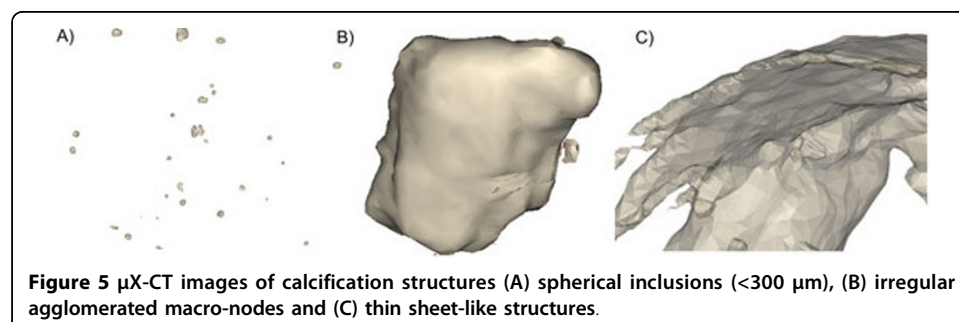 A) B) C)
Figure 5 µX-CT images of calcification structures (A) spherical inclusions (<300 µm), (B) irregular
agglomerated macro-nodes and (C) thin sheet-like structures.